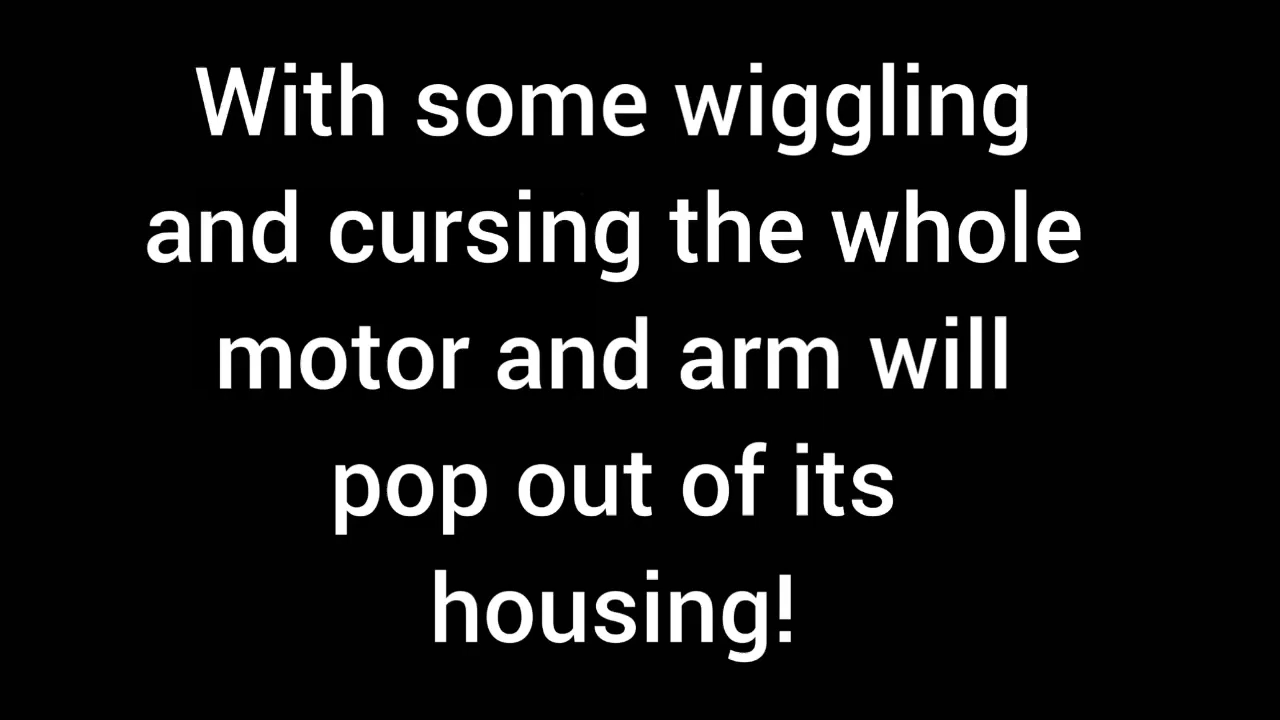 With some wiggling
and cursing the whole
motor and arm will
pop out of its
housing!